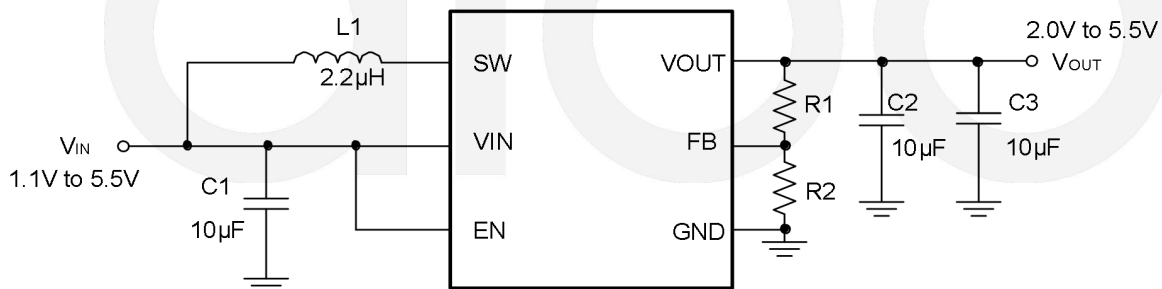 L1
2.2µH
SW
VIN
EN
VOUT
FB
GND
VIN
1.1V to 5.5V
C1
10µF
R1
R2
C2
10µF
C3
10µF
2.0V to 5.5V
VOUT